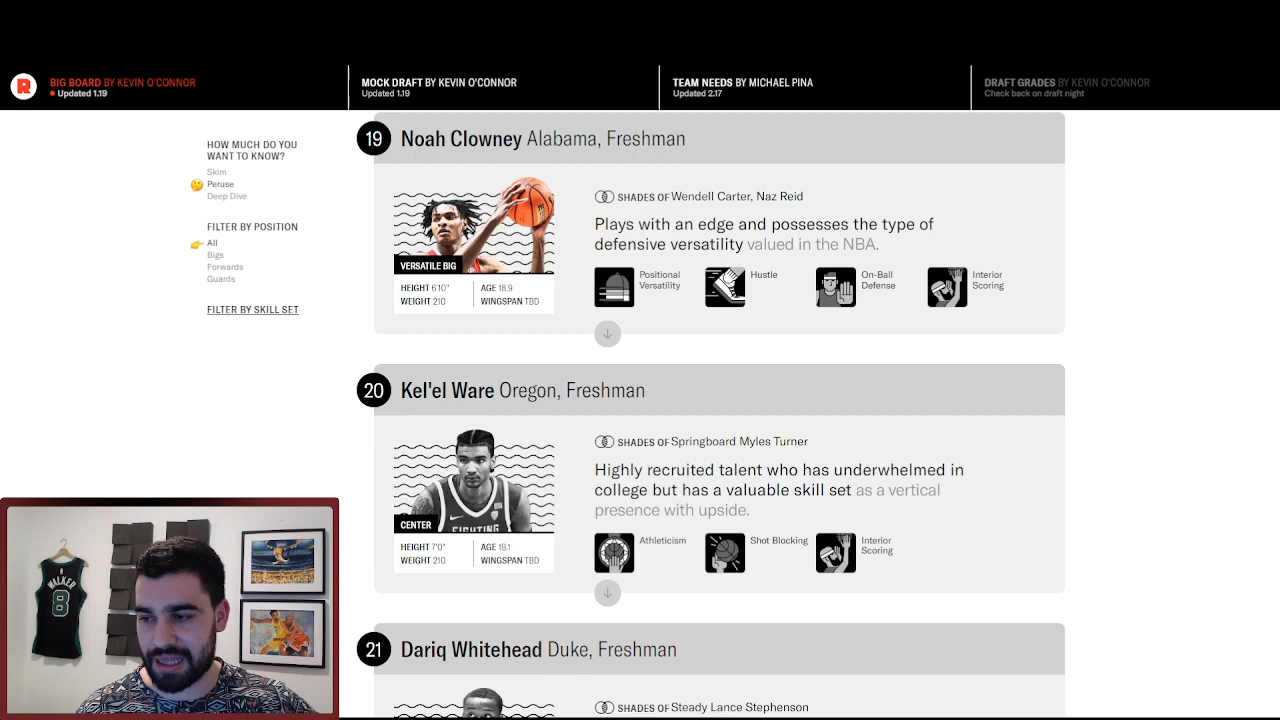 R
BIG BOARD BY KEVIN O'CONNOR
Updated 1.19
MOCK DRAFT BY KEVIN O'CONNOR
Updated 1.19
TEAM NEEDS BY MICHAEL PINA
Updated 2.17
DRAFT GRADES BY KEVIN O'CONNOR
Check back on draft night
HOW MUCH DO YOU
WANT TO KNOW?
Skim
Peruse
Deep Dive
FILTER BY POSITION
All
Bigs
Forwards
Guards
FILTER BY SKILL SET
19 Noah Clowney Alabama, Freshman
VERSATILE BIG
HEIGHT 6'10" AGE 18.9
WEIGHT 210 WINGSPAN TBD
SHADES OF Wendell Carter, Naz Reid
Plays with an edge and possesses the type of
defensive versatility valued in the NBA.
Positional
Versatility
Hustle
On-Ball
Defense
Interior
Scoring
20 Kel'el Ware Oregon, Freshman
FIGHTING
CENTER
HEIGHT 7'0" AGE 19.1
WEIGHT 210 WINGSPAN TBD
SHADES OF Springboard Myles Turner
Highly recruited talent who has underwhelmed in
college but has a valuable skill set as a vertical
presence with upside.
Athleticism
Shot Blocking
Interior
Scoring
21 Dariq Whitehead Duke, Freshman
SHADES OF Steady Lance Stephenson
WALKER
8